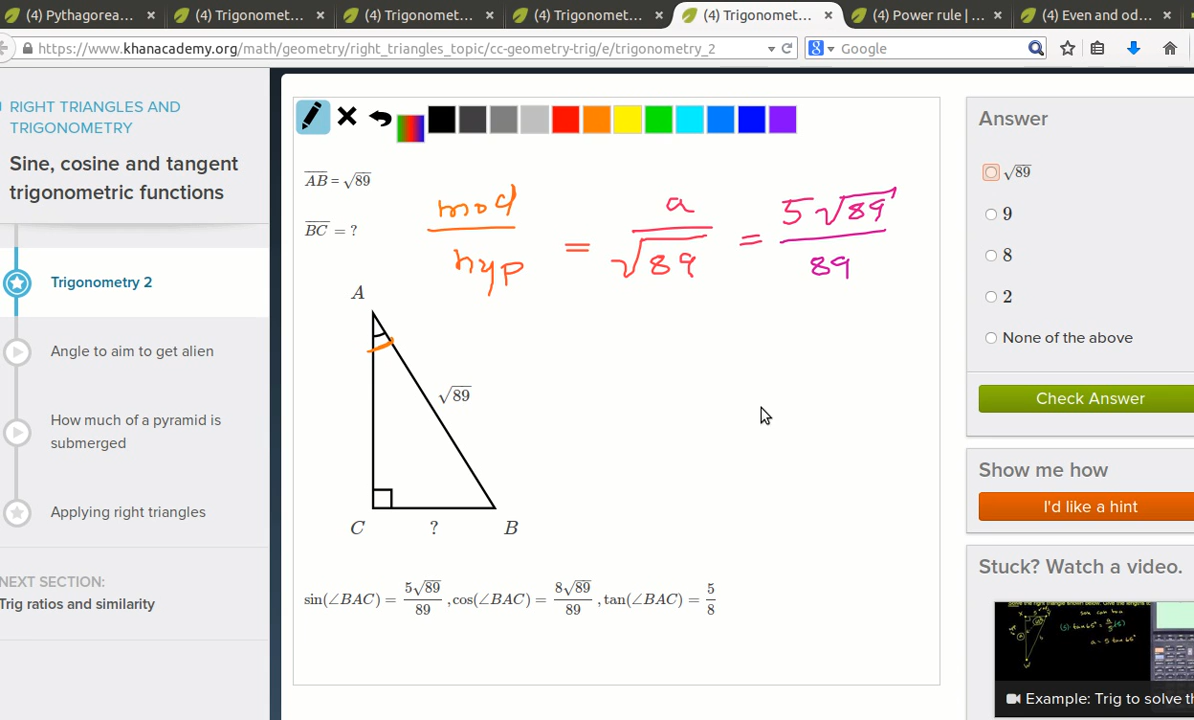 (4) Pythagorea...
(4) Trigonomet...
(4) Trigonomet...
(4) Trigonomet...
(4) Trigonomet...
(4) Power rule | ...
(4) Even and od...
https://www.khanacademy.org/math/geometry/right_triangles_topic/cc-geometry-trig/e/trigonometry_2
Google
RIGHT TRIANGLES AND
TRIGONOMETRY
Sine, cosine and tangent
trigonometric functions
Trigonometry 2
Angle to aim to get alien
How much of a pyramid is
submerged
Applying right triangles
NEXT SECTION:
Trig ratios and similarity
AB = √89
BC = ?
mod / hyp = a / √89 = 5√89 / 89
A
√89
C
?
B
sin(∠BAC) = 5√89 / 89 , cos(∠BAC) = 8√89 / 89 , tan(∠BAC) = 5 / 8
Answer
√89
9
8
2
None of the above
Check Answer
Show me how
I'd like a hint
Stuck? Watch a video.
Example: Trig to solve th